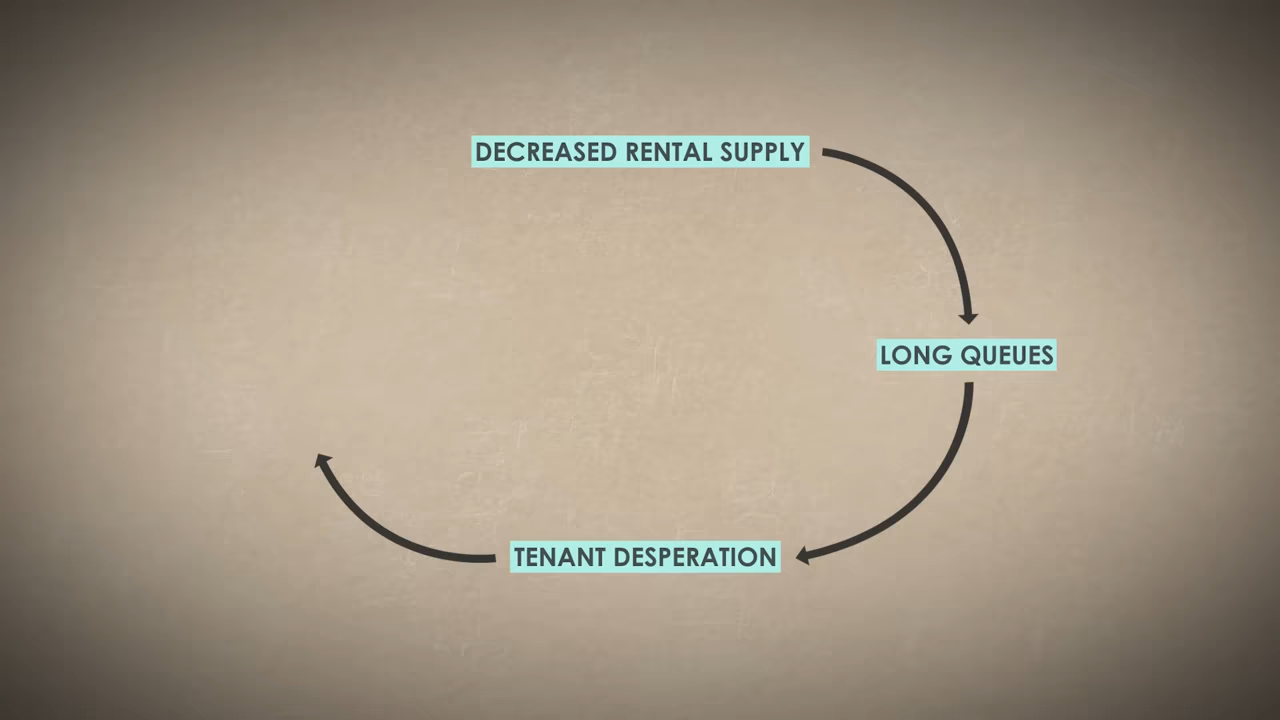 DECREASED RENTAL SUPPLY
LONG QUEUES
TENANT DESPERATION